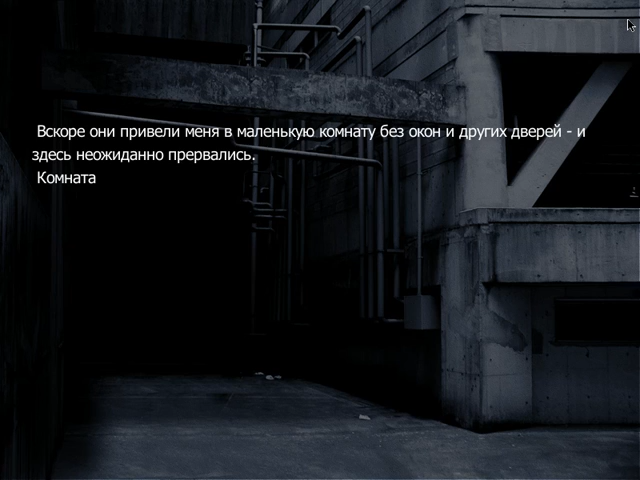 Вскоре они привели меня в маленькую комнату без окон и других дверей - и
здесь неожиданно прервались.
Комната